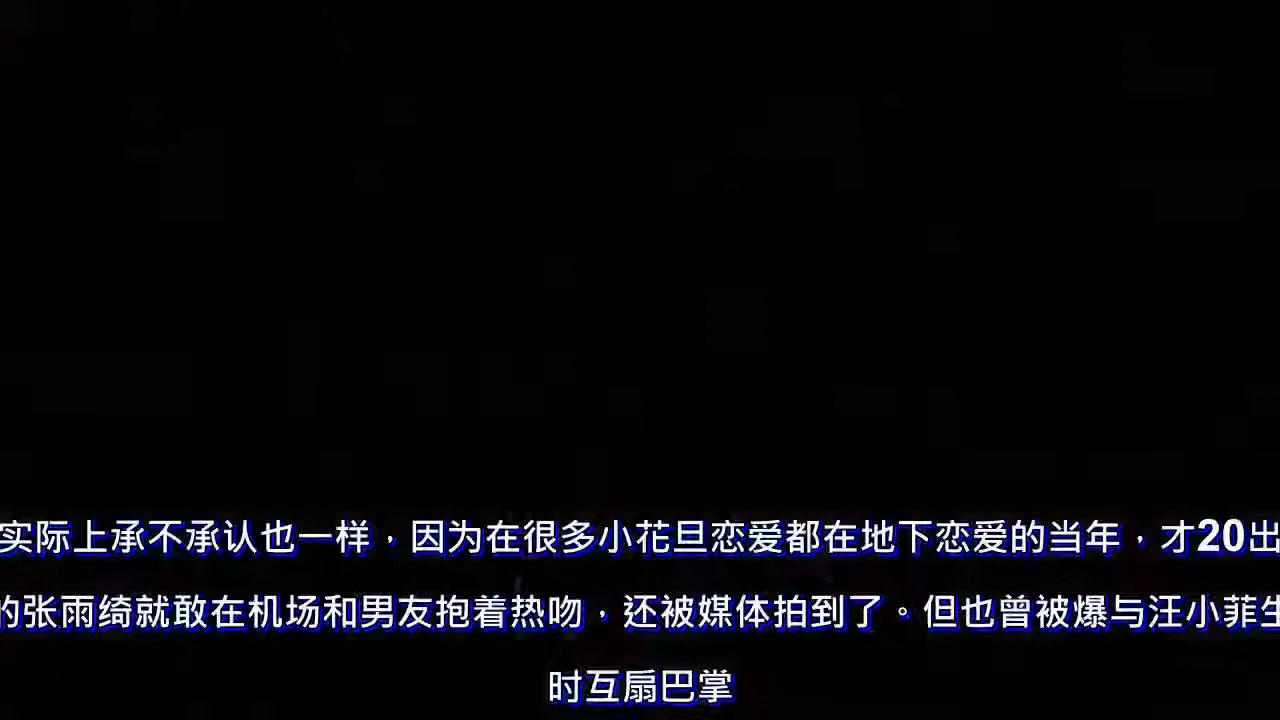 实际上承不承认也一样，因为在很多小花旦恋爱都在地下恋爱的当年，才20出
的张雨绮就敢在机场和男友抱着热吻，还被媒体拍到了。但也曾被爆与汪小菲生
时互扇巴掌